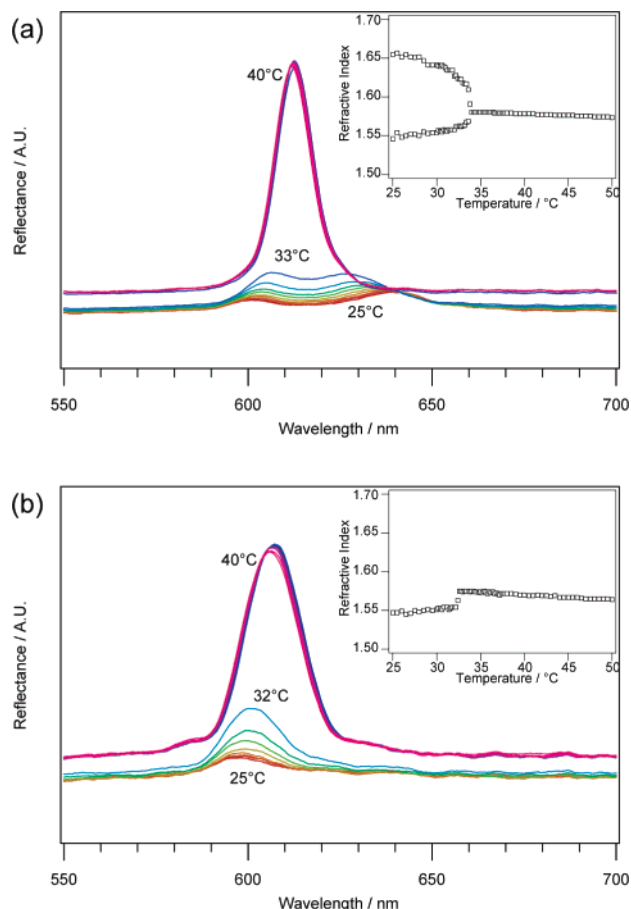 (a)
40°C
33°C
25°C
Reflectance / A.U.
550
600
650
700
Wavelength / nm
1.70
1.65
1.60
1.55
1.50
Refractive Index
25
30
35
40
45
50
Temperature / °C
(b)
40°C
32°C
25°C
Reflectance / A.U.
550
600
650
700
Wavelength / nm
1.70
1.65
1.60
1.55
1.50
Refractive Index
25
30
35
40
45
50
Temperature / °C